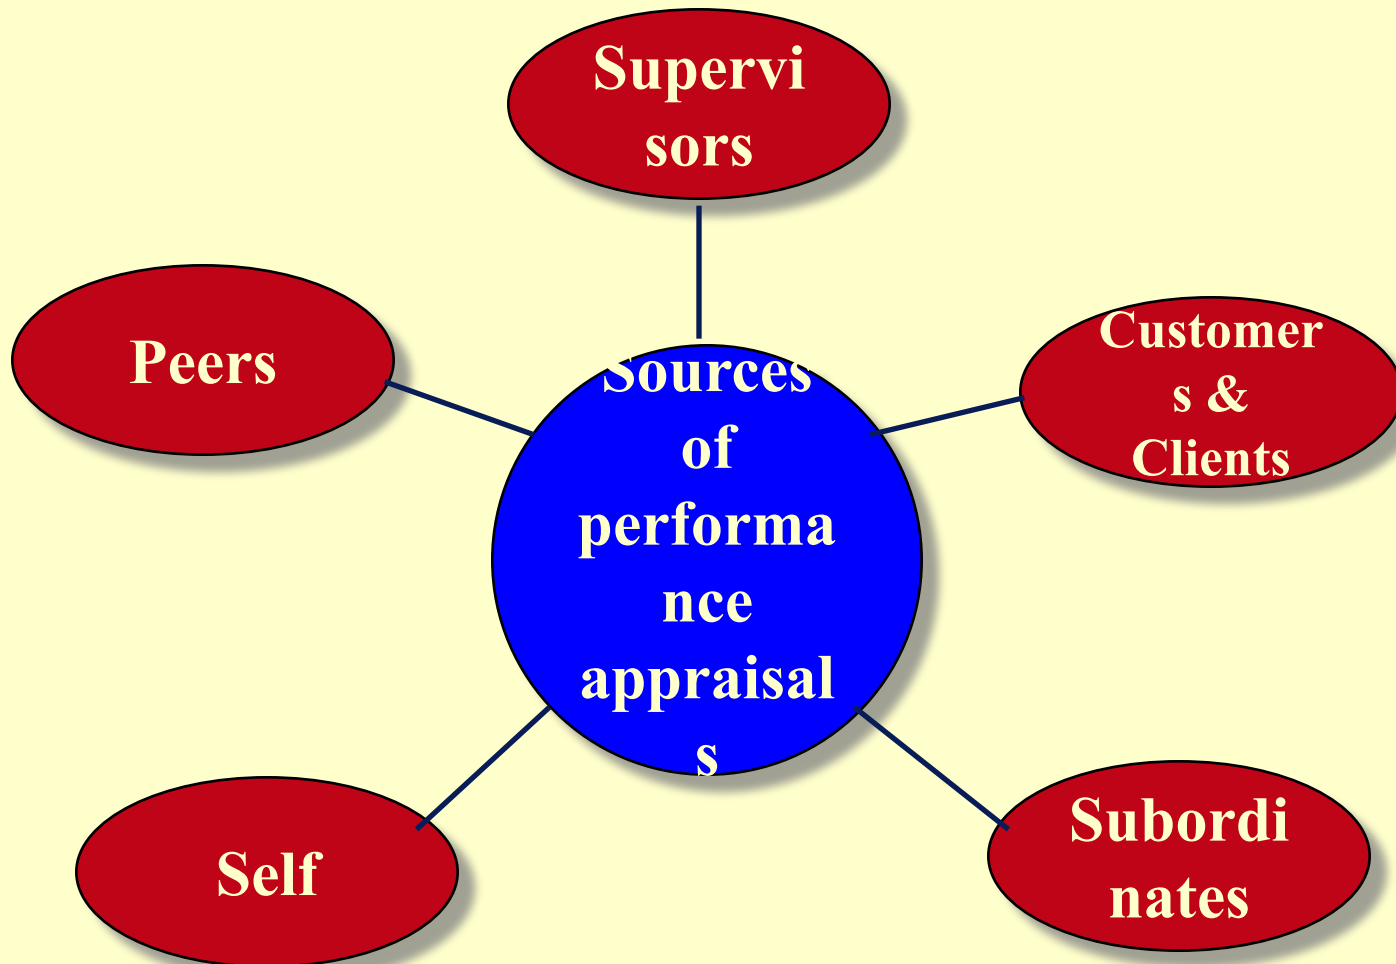 Supervi
sors
Peers
Customer
s &
Clients
Sources
of
performa
nce
appraisal
s
Self
Subordi
nates